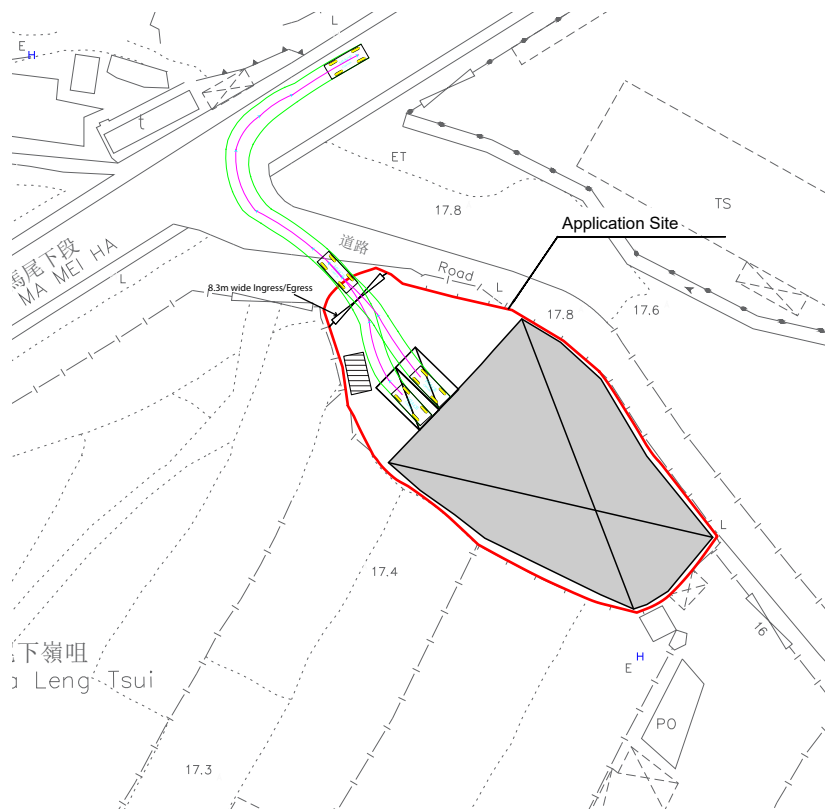 L
E
H
t
ET
17.8
TS
Application Site
道路
Road
L
馬尾下段
MA MEI HA
L
8.3m wide Ingress/Egress
17.8
17.6
L
17.4
16
下嶺咀
Leng Tsui
H
E
PO
17.3